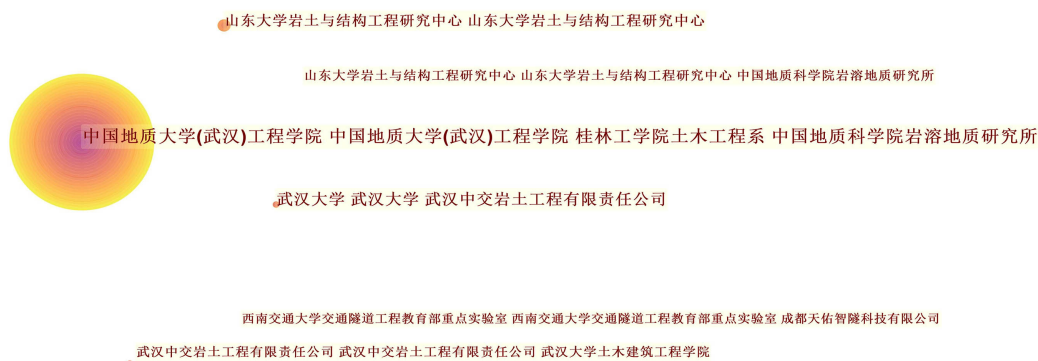 山东大学岩土与结构工程研究中心 山东大学岩土与结构工程研究中心
山东大学岩土与结构工程研究中心 山东大学岩土与结构工程研究中心 中国地质科学院岩溶地质研究所
中国地质大学(武汉)工程学院 中国地质大学(武汉)工程学院 桂林工学院土木工程系 中国地质科学院岩溶地质研究所
武汉大学 武汉大学 武汉中交岩土工程有限责任公司
西南交通大学交通隧道工程教育部重点实验室 西南交通大学交通隧道工程教育部重点实验室 成都天佑智隧科技有限公司
武汉中交岩土工程有限责任公司 武汉中交岩土工程有限责任公司 武汉大学土木建筑工程学院